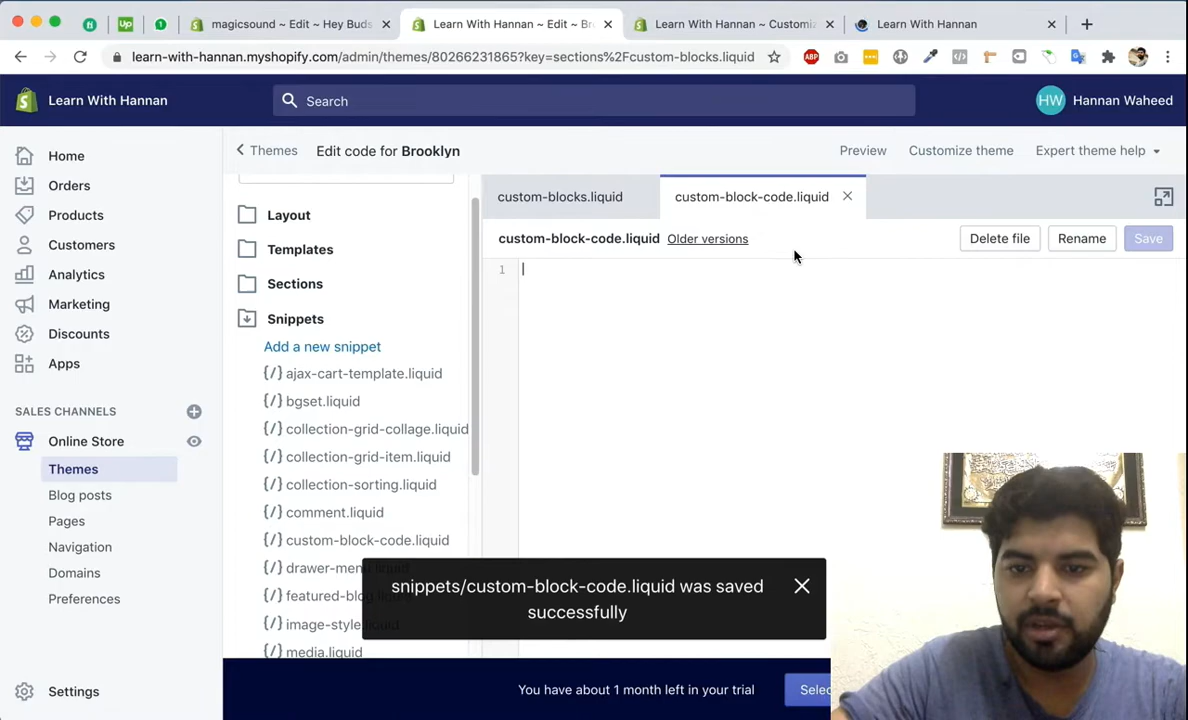 magicsound ~ Edit ~ Hey Buds
Learn With Hannan ~ Edit ~ Br
Learn With Hannan ~ Customiz
Learn With Hannan
learn-with-hannan.myshopify.com/admin/themes/80266231865?key=sections%2Fcustom-blocks.liquid
Learn With Hannan
Search
HW
Hannan Waheed
Home
Orders
Products
Customers
Analytics
Marketing
Discounts
Apps
SALES CHANNELS
Online Store
Themes
Blog posts
Pages
Navigation
Domains
Preferences
Settings
Themes
Edit code for Brooklyn
Preview
Customize theme
Expert theme help
Layout
Templates
Sections
Snippets
Add a new snippet
{/} ajax-cart-template.liquid
{/} bgset.liquid
{/} collection-grid-collage.liquid
{/} collection-grid-item.liquid
{/} collection-sorting.liquid
{/} comment.liquid
{/} custom-block-code.liquid
{/} drawer-menu.liquid
{/} featured-blog
{/} image-style.liquid
{/} media.liquid
custom-blocks.liquid
custom-block-code.liquid
custom-block-code.liquid
Older versions
Delete file
Rename
Save
1
snippets/custom-block-code.liquid was saved
successfully
You have about 1 month left in your trial
Selec